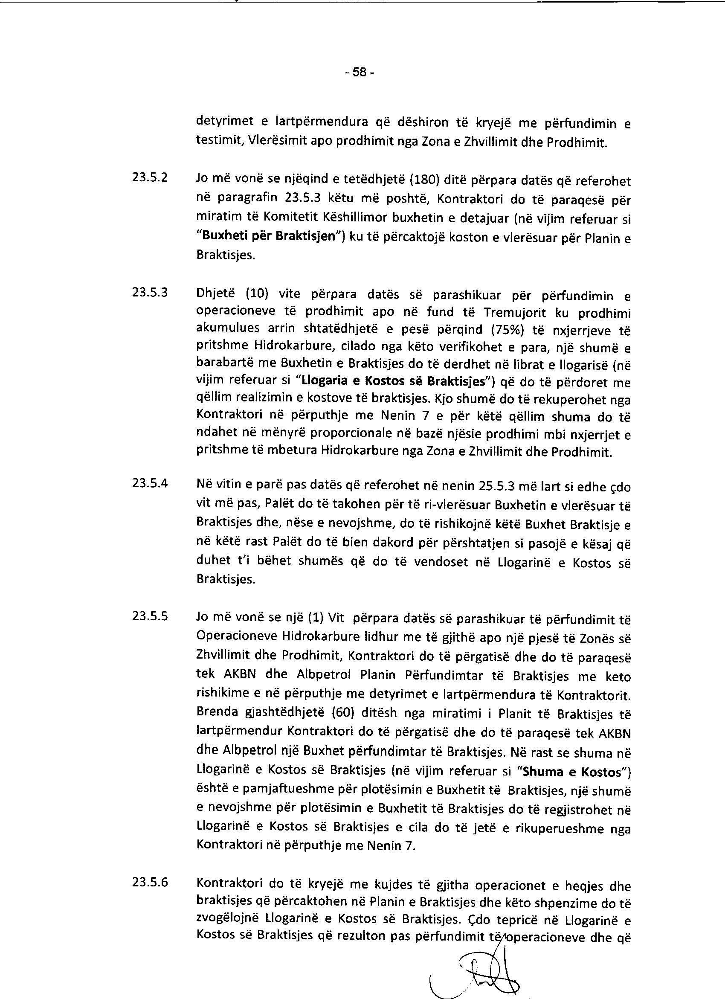 - 58 -
detyrimet e lartpërmendura që dëshiron të kryejë me përfundimin e
testimit, Vlerësimit apo prodhimit nga Zona e Zhvillimit dhe Prodhimit.
23.5.2 Jo më vonë se njëqind e tetëdhjetë (180) ditë përpara datës që referohet
në paragrafin 23.5.3 këtu më poshtë, Kontraktori do të paraqesë për
miratim të Komitetit Këshillimor buxhetin e detajuar (në vijim referuar si
“Buxheti për Braktisjen”) ku të përcaktojë koston e vlerësuar për Planin e
Braktisjes.
23.5.3 Dhjetë (10) vite përpara datës së parashikuar për përfundimin e
operacioneve të prodhimit apo në fund të Tremujorit ku prodhimi
akumulues arrin shtatëdhjetë e pesë përqind (75%) të nxjerrjeve të
pritshme Hidrokarbure, cilado nga këto verifikohet e para, një shumë e
barabartë me Buxhetin e Braktisjes do të derdhet në librat e llogarisë (në
vijim referuar si “Llogaria e Kostos së Braktisjes”) që do të përdoret me
qëllim realizimin e kostove të braktisjes. Kjo shumë do të rekuperohet nga
Kontraktori në përputhje me Nenin 7 e për këtë qëllim shuma do të
ndahet në mënyrë proporcionale në bazë njësie prodhimi mbi nxjerrjet e
pritshme të mbetura Hidrokarbure nga Zona e Zhvillimit dhe Prodhimit.
23.5.4 Në vitin e parë pas datës që referohet në nenin 25.5.3 më lart si edhe çdo
vit më pas, Palët do të takohen për të ri-vlerësuar Buxhetin e vlerësuar të
Braktisjes dhe, nëse e nevojshme, do të rishikojnë këtë Buxhet Braktisje e
në këtë rast Palët do të bien dakord për përshtatjen si pasojë e kësaj që
duhet t’i bëhet shumës që do të vendoset në Llogarinë e Kostos së
Braktisjes.
23.5.5 Jo më vonë se një (1) Vit përpara datës së parashikuar të përfundimit të
Operacioneve Hidrokarbure lidhur me të gjithë apo një pjesë të Zonës së
Zhvillimit dhe Prodhimit, Kontraktori do të përgatisë dhe do të paraqesë
tek AKBN dhe Albpetrol Planin Përfundimtar të Braktisjes me keto
rishikime e në përputhje me detyrimet e lartpërmendura të Kontraktorit.
Brenda gjashtëdhjetë (60) ditësh nga miratimi i Planit të Braktisjes të
lartpërmendur Kontraktori do të përgatisë dhe do të paraqesë tek AKBN
dhe Albpetrol një Buxhet përfundimtar të Braktisjes. Në rast se shuma në
Llogarinë e Kostos së Braktisjes (në vijim referuar si “Shuma e Kostos”)
është e pamjaftueshme për plotësimin e Buxhetit të Braktisjes, një shumë
e nevojshme për plotësimin e Buxhetit të Braktisjes do të regjistrohet në
Llogarinë e Kostos së Braktisjes e cila do të jetë e rikuperueshme nga
Kontraktori në përputhje me Nenin 7.
23.5.6 Kontraktori do të kryejë me kujdes të gjitha operacionet e heqjes dhe
braktisjes që përcaktohen në Planin e Braktisjes dhe këto shpenzime do të
zvogëlojnë Llogarinë e Kostos së Braktisjes. Çdo tepricë në Llogarinë e
Kostos së Braktisjes që rezulton pas përfundimit të operacioneve dhe që